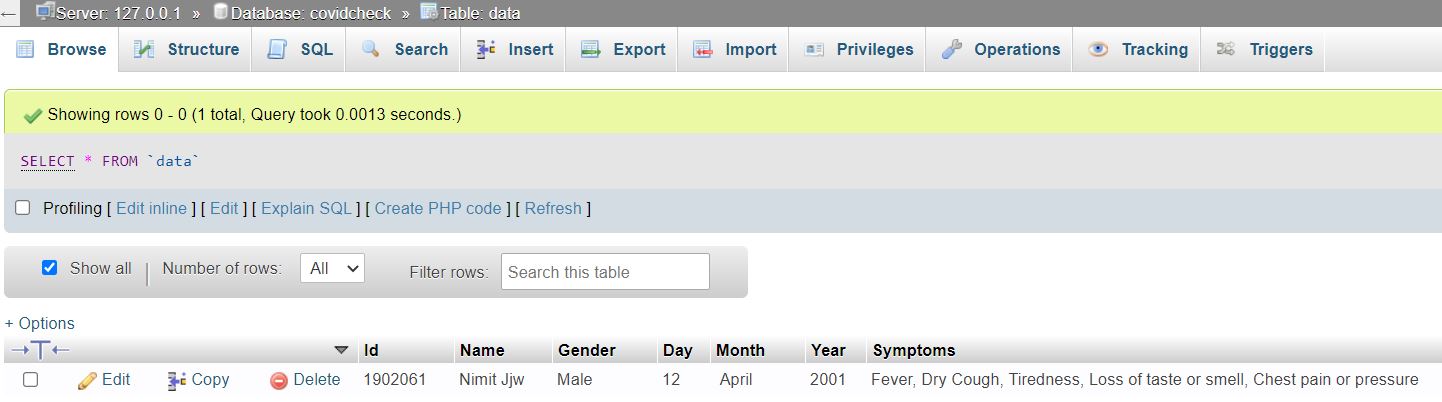 Server: 127.0.0.1 » Database: covidcheck » Table: data
Browse Structure SQL Search Insert Export Import Privileges Operations Tracking Triggers
Showing rows 0 - 0 (1 total, Query took 0.0013 seconds.)
SELECT * FROM `data`
Profiling [ Edit inline ] [ Edit ] [ Explain SQL ] [ Create PHP code ] [ Refresh ]
Show all | Number of rows: All Filter rows: Search this table
+ Options
Id Name Gender Day Month Year Symptoms
Edit Copy Delete 1902061 Nimit Jjw Male 12 April 2001 Fever, Dry Cough, Tiredness, Loss of taste or smell, Chest pain or pressure